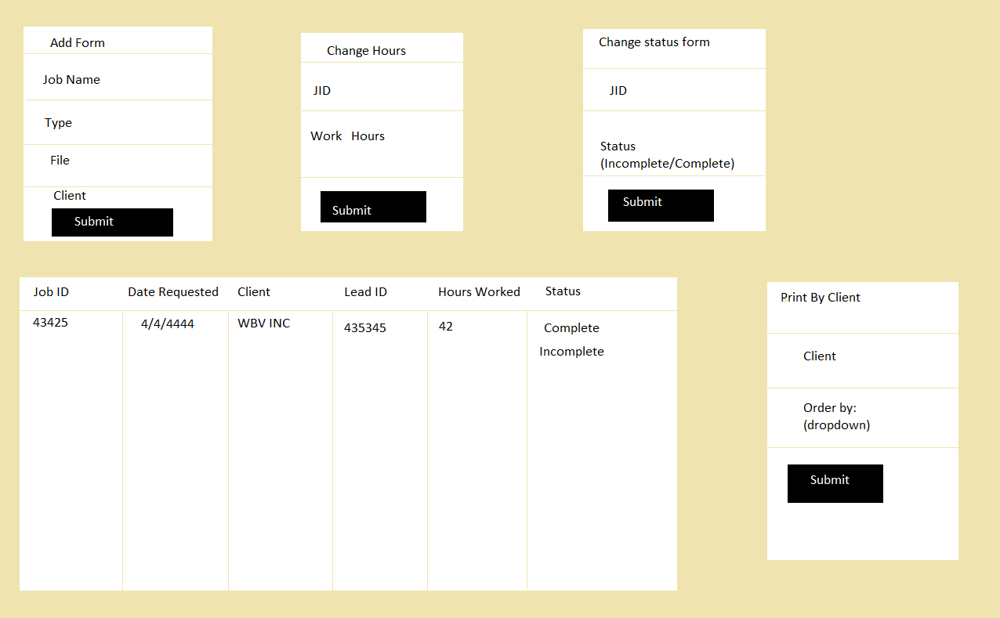 Add Form
Job Name
Type
File
Client
Submit
Change Hours
JID
Work Hours
Submit
Change status form
JID
Status
(Incomplete/Complete)
Submit
Job ID Date Requested Client Lead ID Hours Worked Status
43425 4/4/4444 WBV INC 435345 42 Complete
Incomplete
Print By Client
Client
Order by:
(dropdown)
Submit